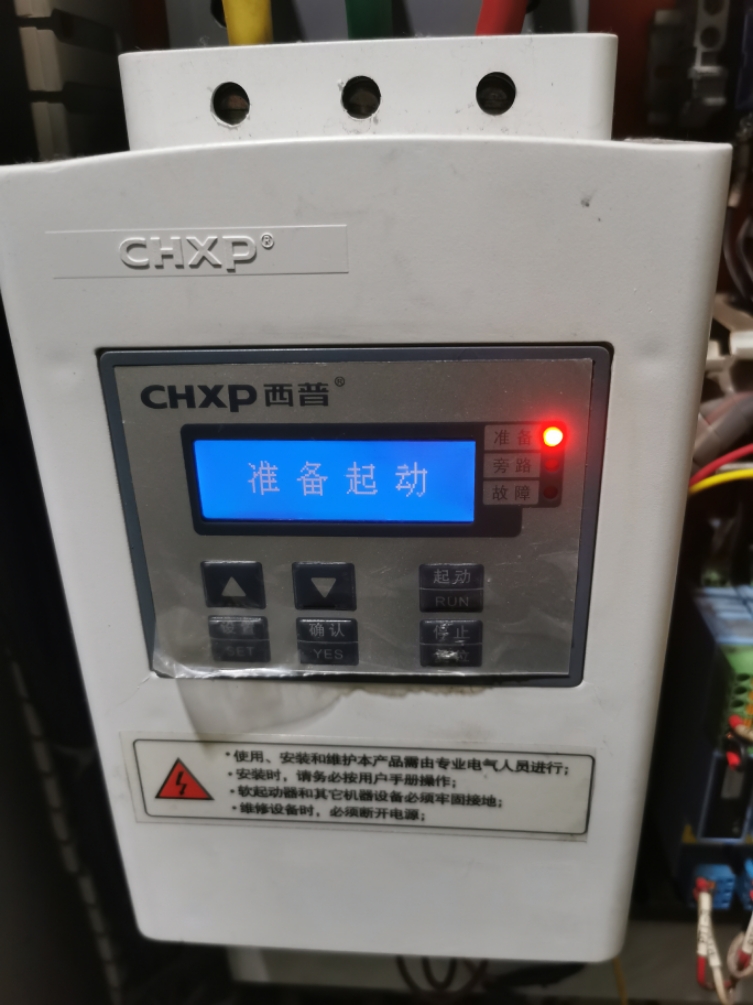 CHXP®
CHXP西普®
准备
准备起动
旁路
故障
起动
RUN
设置
确认
停止
SET
YES
复位
·使用、安装和维护本产品需由专业电气人员进行；
·安装时，请务必按用户手册操作；
·软起动器和其它机器设备必须牢固接地；
·维修设备时，必须断开电源；